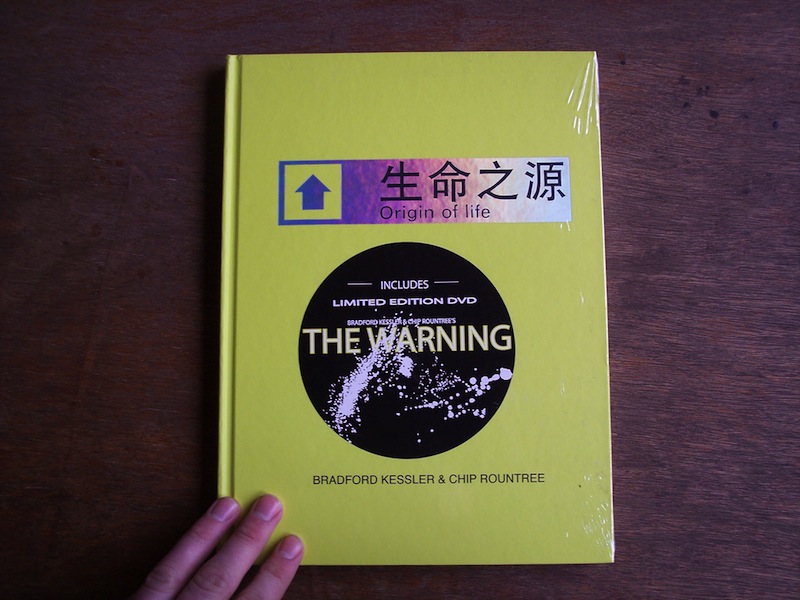 生命之源
Origin of life
INCLUDES
LIMITED EDITION DVD
BRADFORD KESSLER & CHIP ROUNTREE'S
THE WARNING
BRADFORD KESSLER & CHIP ROUNTREE